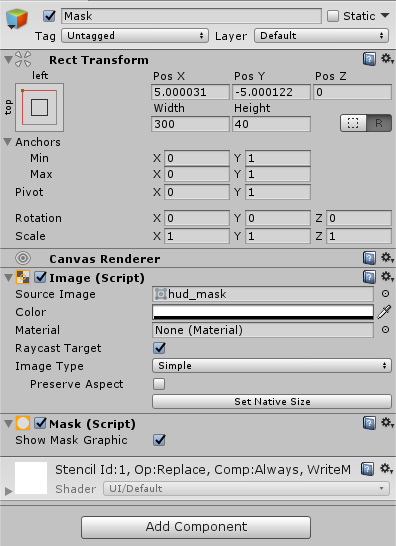 Mask Static
Tag Untagged Layer Default
Rect Transform
left Pos X Pos Y Pos Z
top 5.000031 -5.000122 0
Width Height
300 40 R
Anchors
Min X 0 Y 1
Max X 0 Y 1
Pivot X 0 Y 1
Rotation X 0 Y 0 Z 0
Scale X 1 Y 1 Z 1
Canvas Renderer
Image (Script)
Source Image hud_mask
Color
Material None (Material)
Raycast Target
Image Type Simple
Preserve Aspect
Set Native Size
Mask (Script)
Show Mask Graphic
Stencil Id:1, Op:Replace, Comp:Always, WriteM
Shader UI/Default
Add Component